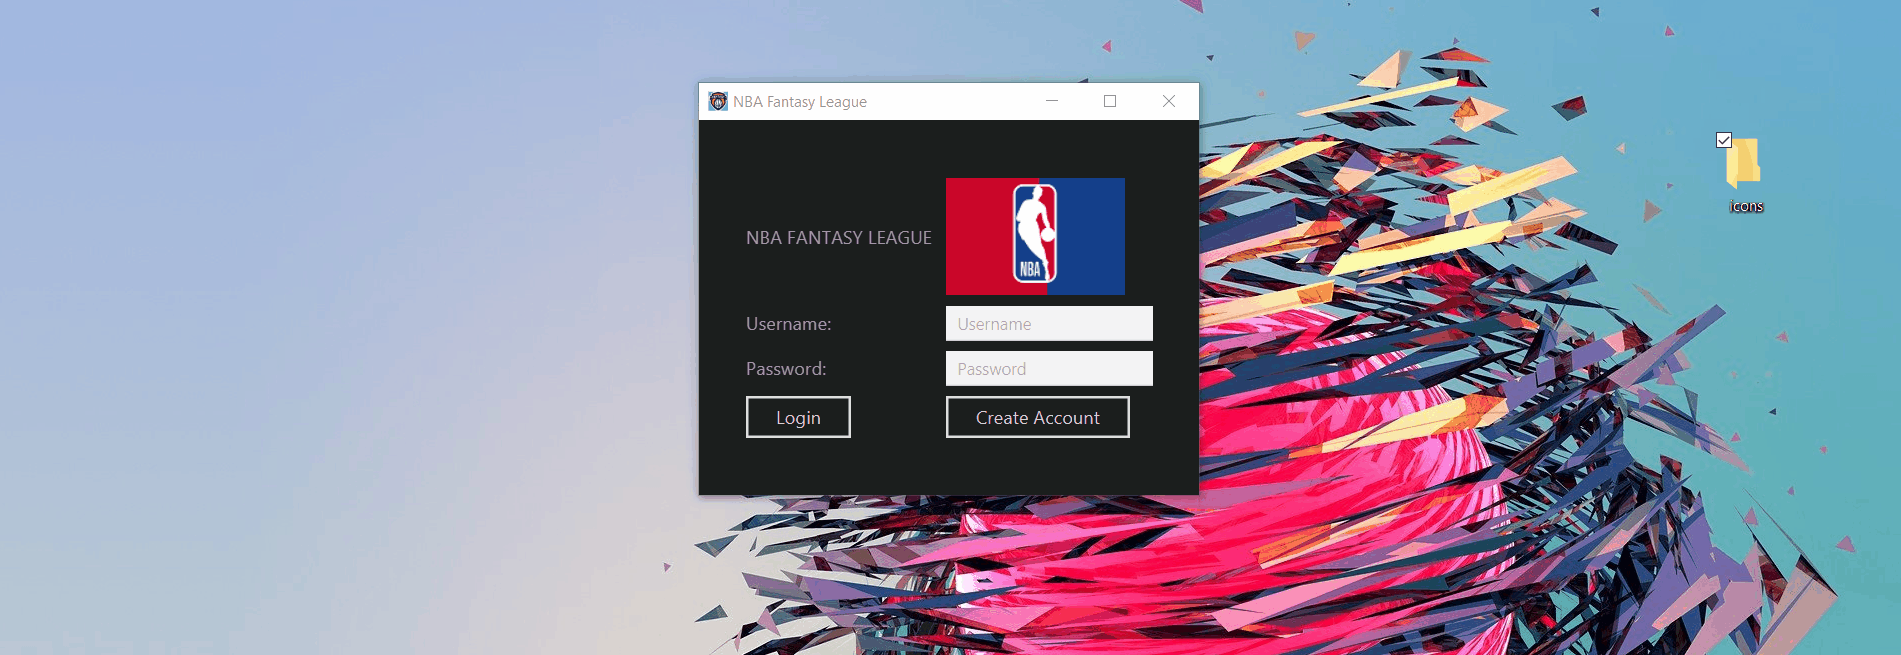 NBA Fantasy League
icons
NBA FANTASY LEAGUE
NBA
Username:
Username
Password:
Password
Login
Create Account